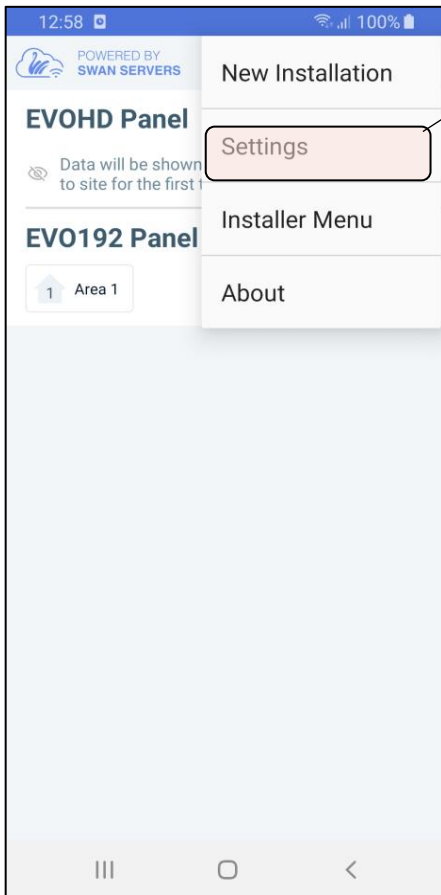 12:58 100%
POWERED BY
SWAN SERVERS
New Installation
EVOHD Panel
Settings
Data will be shown
to site for the first
Installer Menu
EVO192 Panel
1 Area 1
About